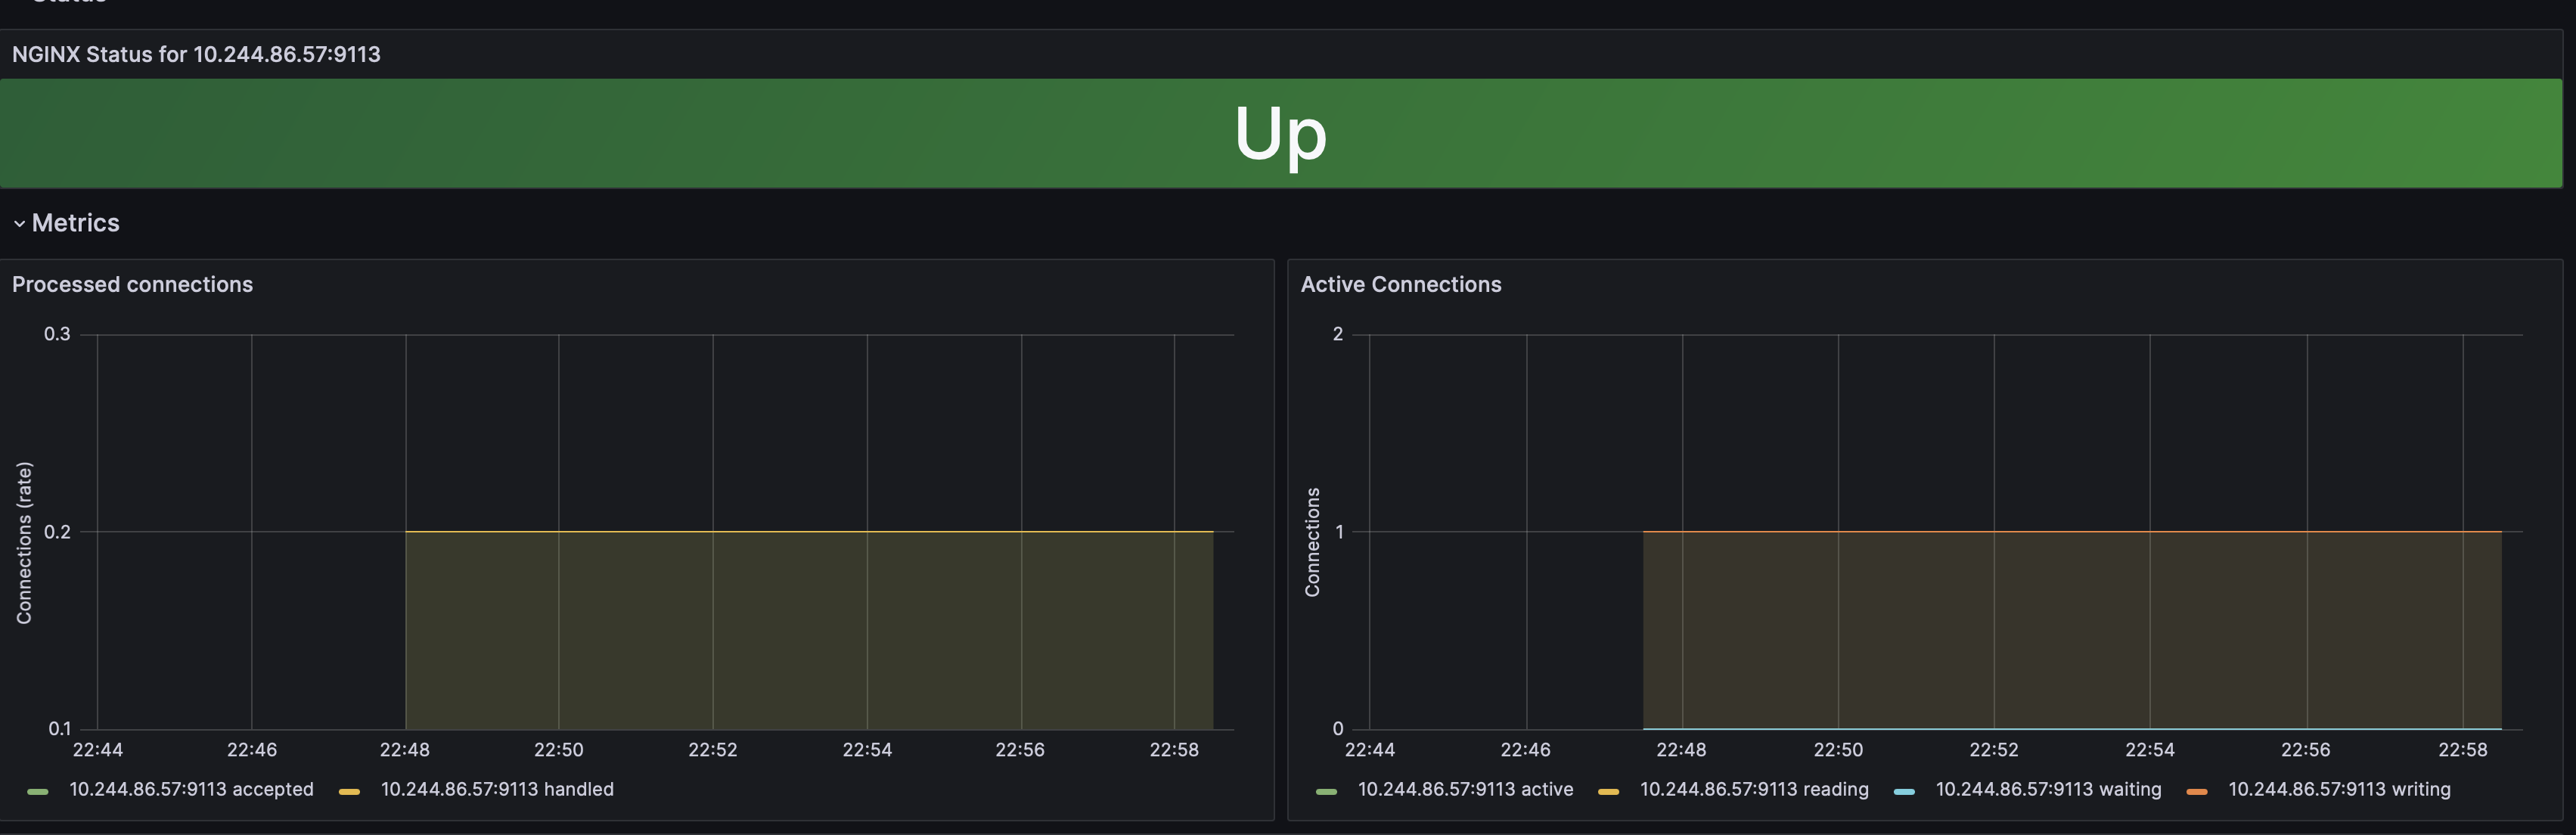 NGINX Status for 10.244.86.57:9113
Up
Metrics
Processed connections
Connections (rate)
0.3
0.2
0.1
22:44 22:46 22:48 22:50 22:52 22:54 22:56 22:58
10.244.86.57:9113 accepted 10.244.86.57:9113 handled
Active Connections
Connections
2
1
0
22:44 22:46 22:48 22:50 22:52 22:54 22:56 22:58
10.244.86.57:9113 active 10.244.86.57:9113 reading 10.244.86.57:9113 waiting 10.244.86.57:9113 writing